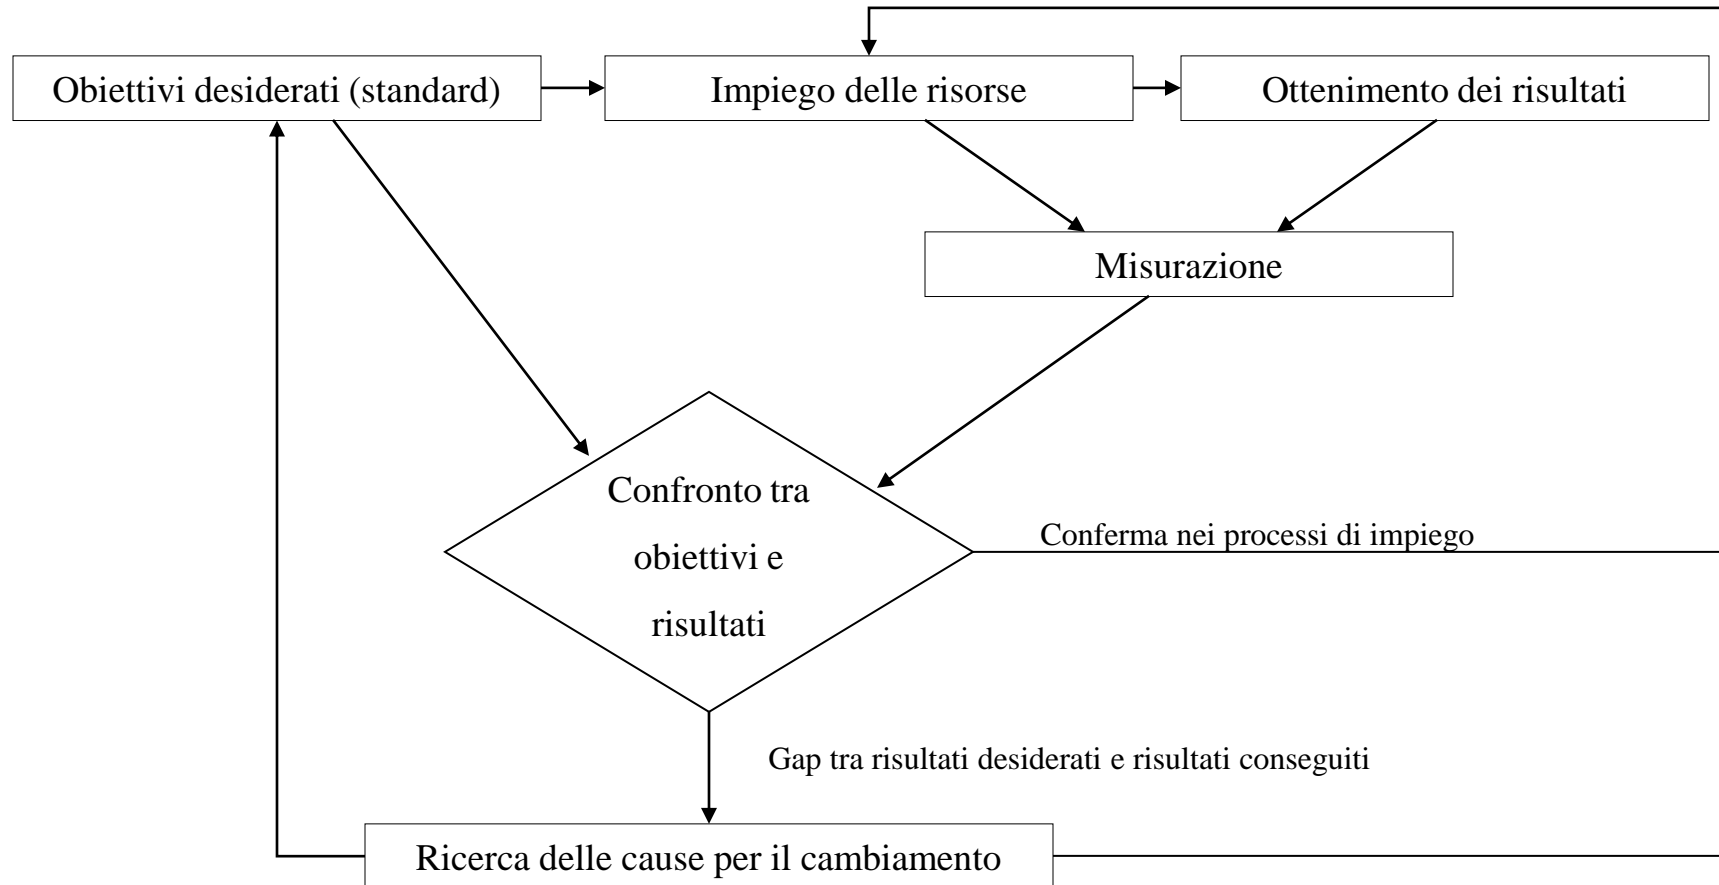 Obiettivi desiderati (standard)
Impiego delle risorse
Ottenimento dei risultati
Misurazione
Confronto tra
obiettivi e
risultati
Conferma nei processi di impiego
Gap tra risultati desiderati e risultati conseguiti
Ricerca delle cause per il cambiamento